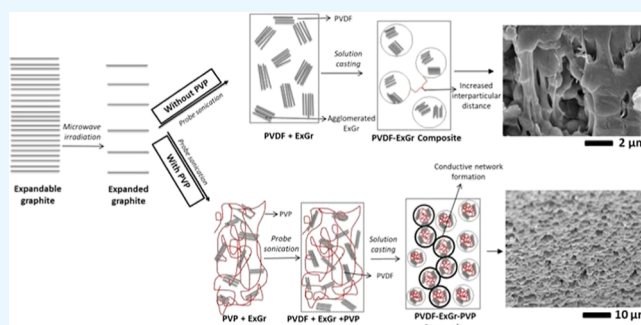 Expandable
graphite
Microwave
irradiation
Expanded
graphite
Without PVP
Probe sonication
With PVP
Probe sonication
PVDF
Agglomerated
ExGr
PVDF + ExGr
Solution
casting
Increased
interparticular
distance
PVDF-ExGr Composite
2 µm
PVP
PVP + ExGr
Probe
sonication
PVDF
PVDF + ExGr +PVP
Solution
casting
Conductive network
formation
PVDF-ExGr-PVP
10 µm